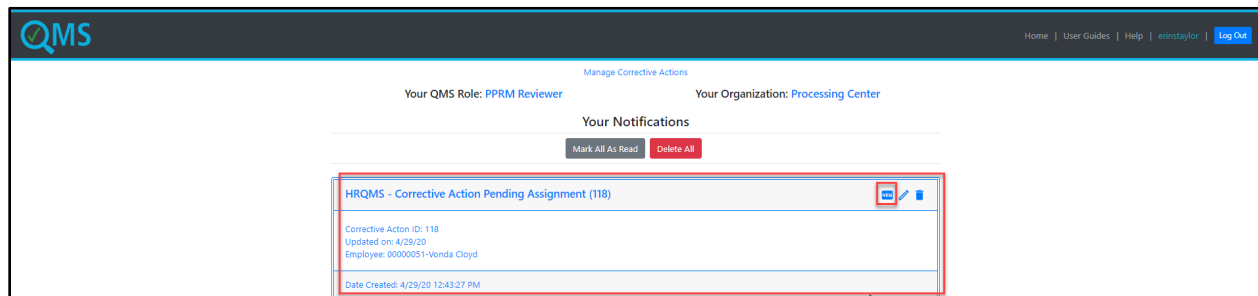 QMS
Home | User Guides | Help | erinstaylor | Log Out
Manage Corrective Actions
Your QMS Role: PPRM Reviewer Your Organization: Processing Center
Your Notifications
Mark All As Read Delete All
HRQMS - Corrective Action Pending Assignment (118) NEW
Corrective Acton ID: 118
Updated on: 4/29/20
Employee: 00000051-Vonda Cloyd
Date Created: 4/29/20 12:43:27 PM